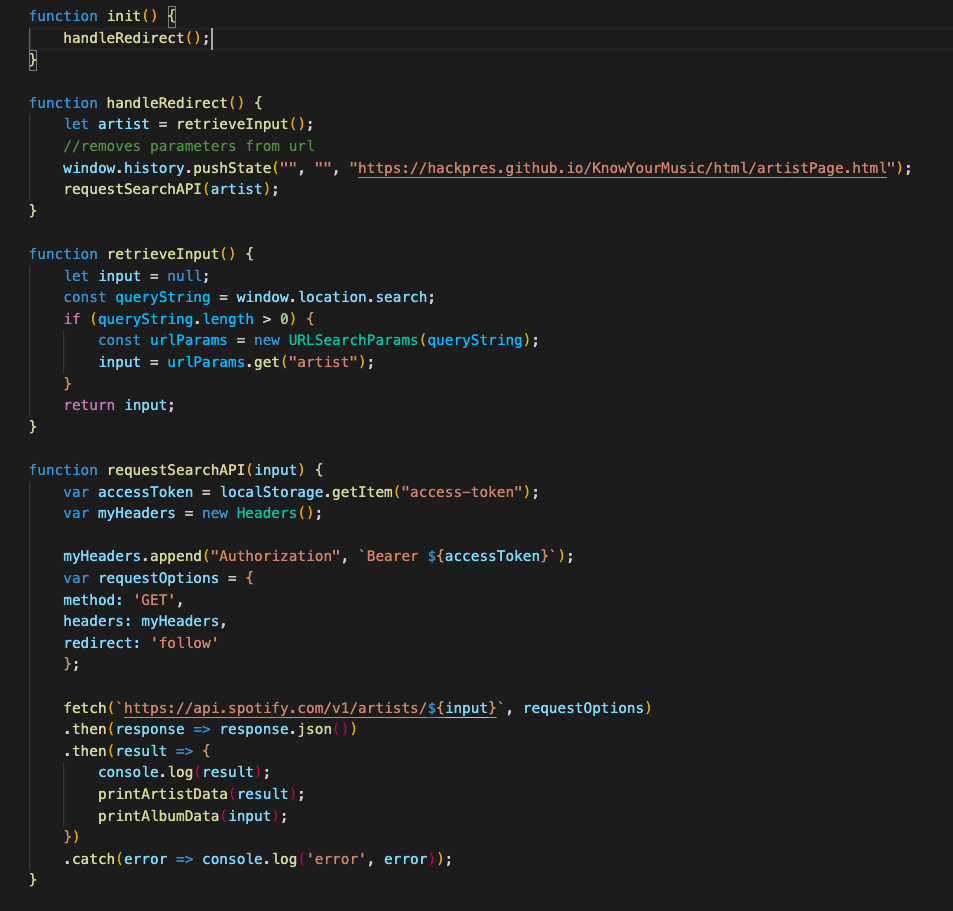 function init() {
    handleRedirect();
}

function handleRedirect() {
    let artist = retrieveInput();
    //removes parameters from url
    window.history.pushState("", "", "https://hackpres.github.io/KnowYourMusic/html/artistPage.html");
    requestSearchAPI(artist);
}

function retrieveInput() {
    let input = null;
    const queryString = window.location.search;
    if (queryString.length > 0) {
        const urlParams = new URLSearchParams(queryString);
        input = urlParams.get("artist");
    }
    return input;
}

function requestSearchAPI(input) {
    var accessToken = localStorage.getItem("access-token");
    var myHeaders = new Headers();

    myHeaders.append("Authorization", `Bearer ${accessToken}`);
    var requestOptions = {
    method: 'GET',
    headers: myHeaders,
    redirect: 'follow'
    };

    fetch(`https://api.spotify.com/v1/artists/${input}`, requestOptions)
    .then(response => response.json())
    .then(result => {
        console.log(result);
        printArtistData(result);
        printAlbumData(input);
    })
    .catch(error => console.log('error', error));
}